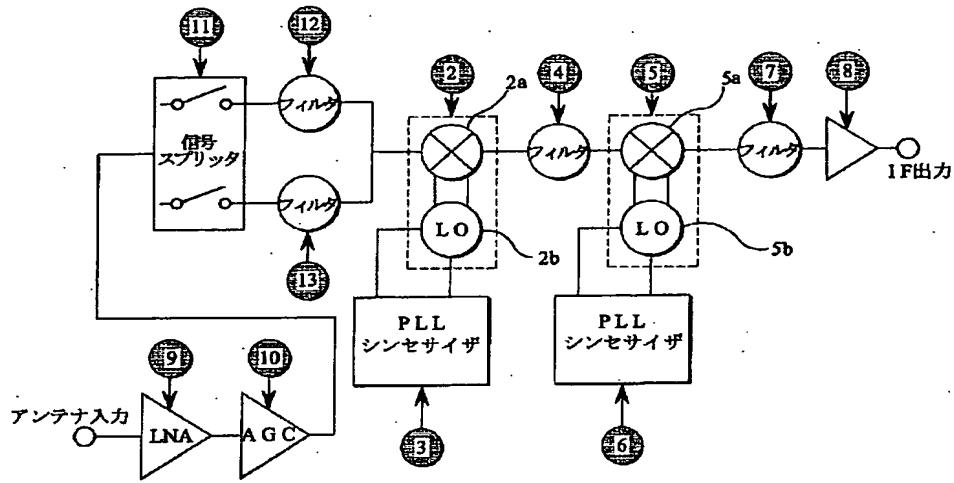 11
12
2
2a
4
5
5a
7
8
フィルタ
信号
スプリッタ
フィルタ
フィルタ
フィルタ
IF出力
LO
2b
LO
5b
13
PLL
シンセサイザ
PLL
シンセサイザ
9
10
アンテナ入力
LNA
AGC
3
6